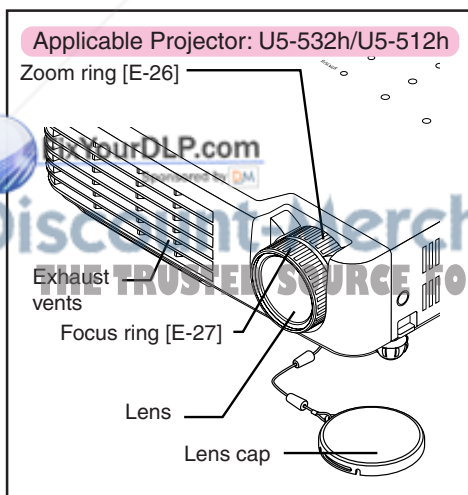 Applicable Projector: U5-532h/U5-512h
Zoom ring [E-26]
FixYourDLP.com
Sponsored by DM
Discount-Merch
THE TRUSTED SOURCE FO
Exhaust
vents
Focus ring [E-27]
Lens
Lens cap